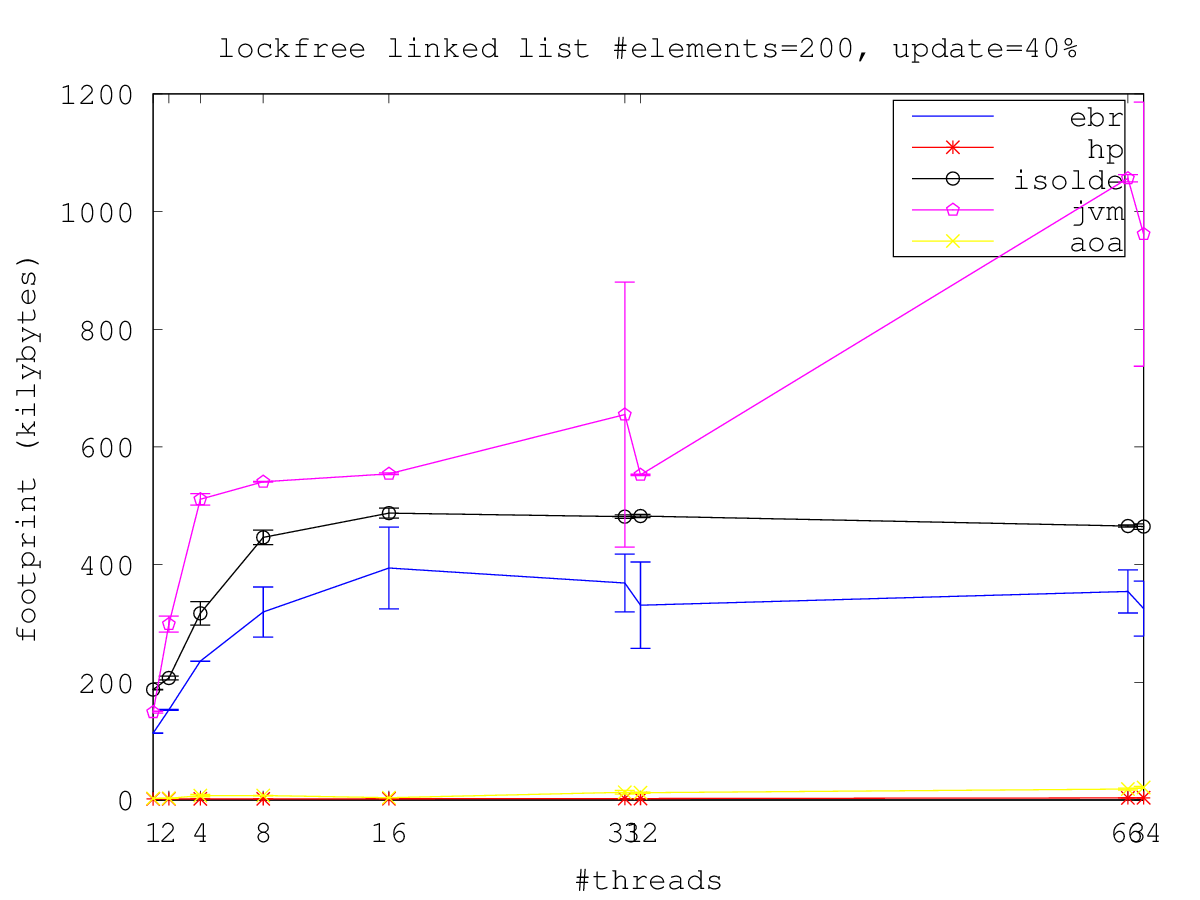 lockfree linked list #elements=200, update=40%
1200
1000
800
600
400
200
0
footprint (kilybytes)
ebr
hp
isolde
jvm
aoa
1 2 4 8 16 31 32 63 64
#threads